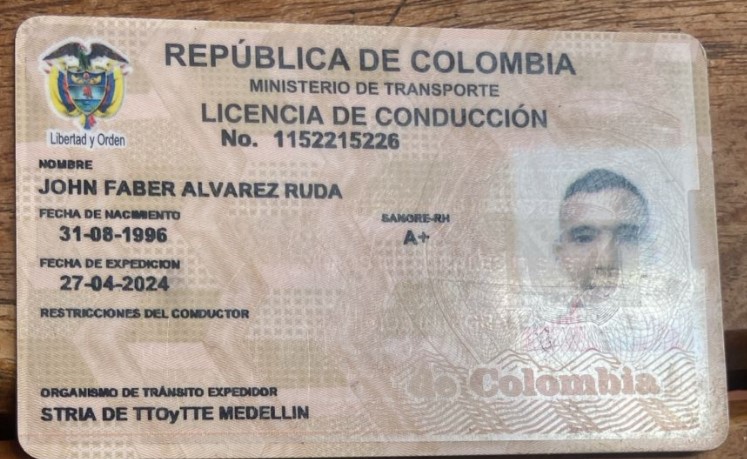 REPÚBLICA DE COLOMBIA
MINISTERIO DE TRANSPORTE
LICENCIA DE CONDUCCIÓN
No. 1152215226
Libertad y Orden
NOMBRE
JOHN FABER ALVAREZ RUDA
FECHA DE NACIMIENTO
31-08-1996
SANGRE-RH
A+
FECHA DE EXPEDICION
27-04-2024
RESTRICCIONES DEL CONDUCTOR
de Colombia
ORGANISMO DE TRÁNSITO EXPEDIDOR
STRIA DE TTOyTTE MEDELLIN